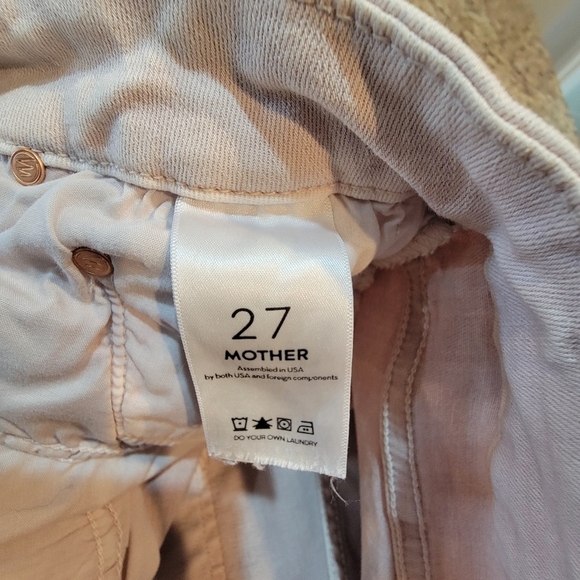 27
MOTHER
Assembled in USA
by both USA and foreign components
DO YOUR OWN LAUNDRY